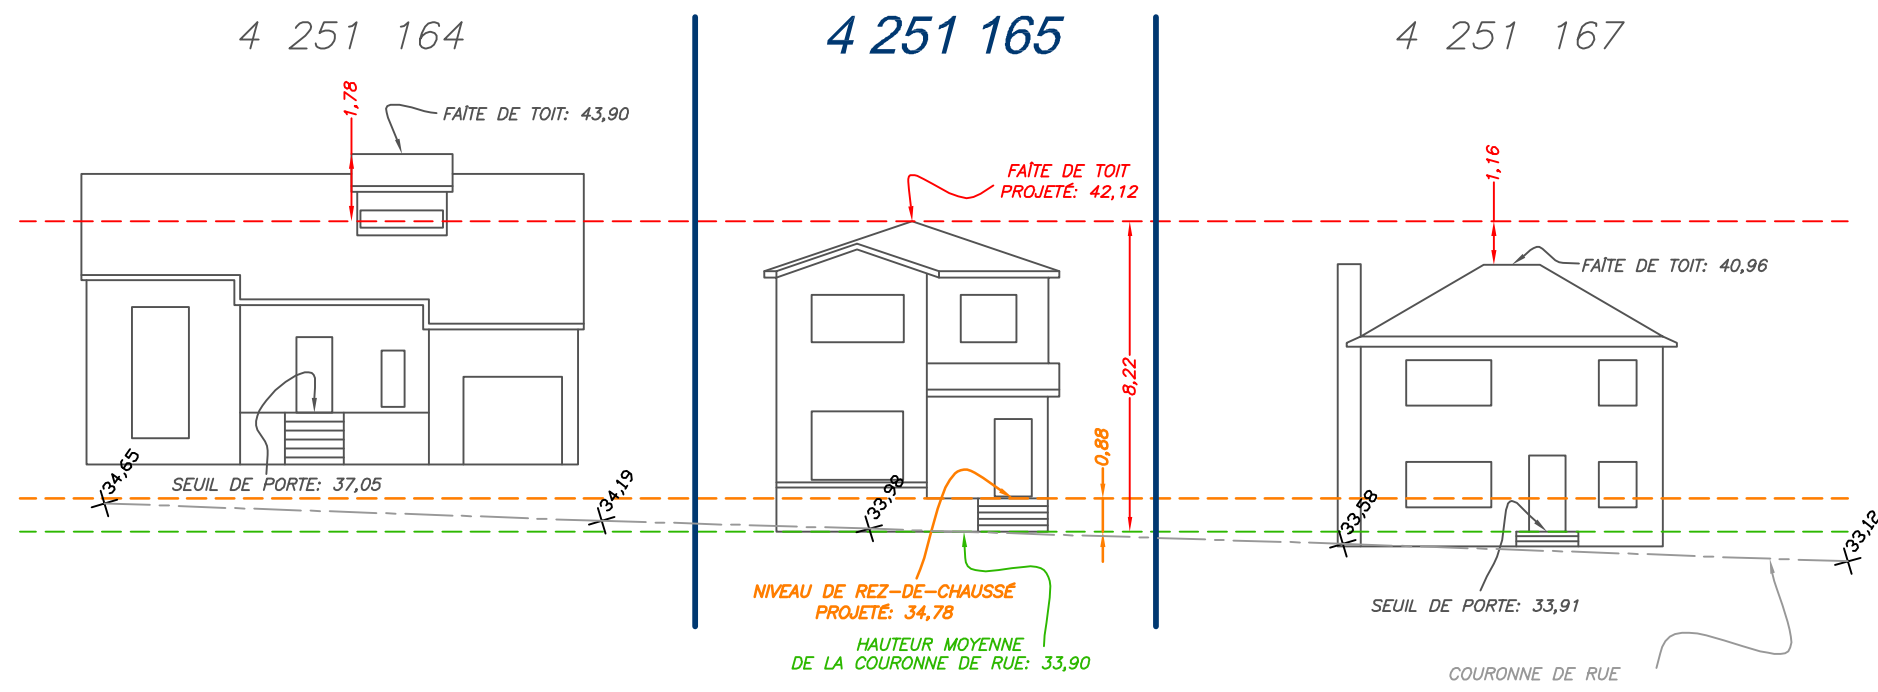 4 251 164
4 251 165
4 251 167
1,78
FAÎTE DE TOIT: 43,90
1,16
FAÎTE DE TOIT
PROJETÉ: 42,12
FAÎTE DE TOIT: 40,96
8,22
0,88
34,65
SEUIL DE PORTE: 37,05
34,19
33,98
33,58
33,12
NIVEAU DE REZ-DE-CHAUSSÉ
PROJETÉ: 34,78
SEUIL DE PORTE: 33,91
HAUTEUR MOYENNE
DE LA COURONNE DE RUE: 33,90
COURONNE DE RUE